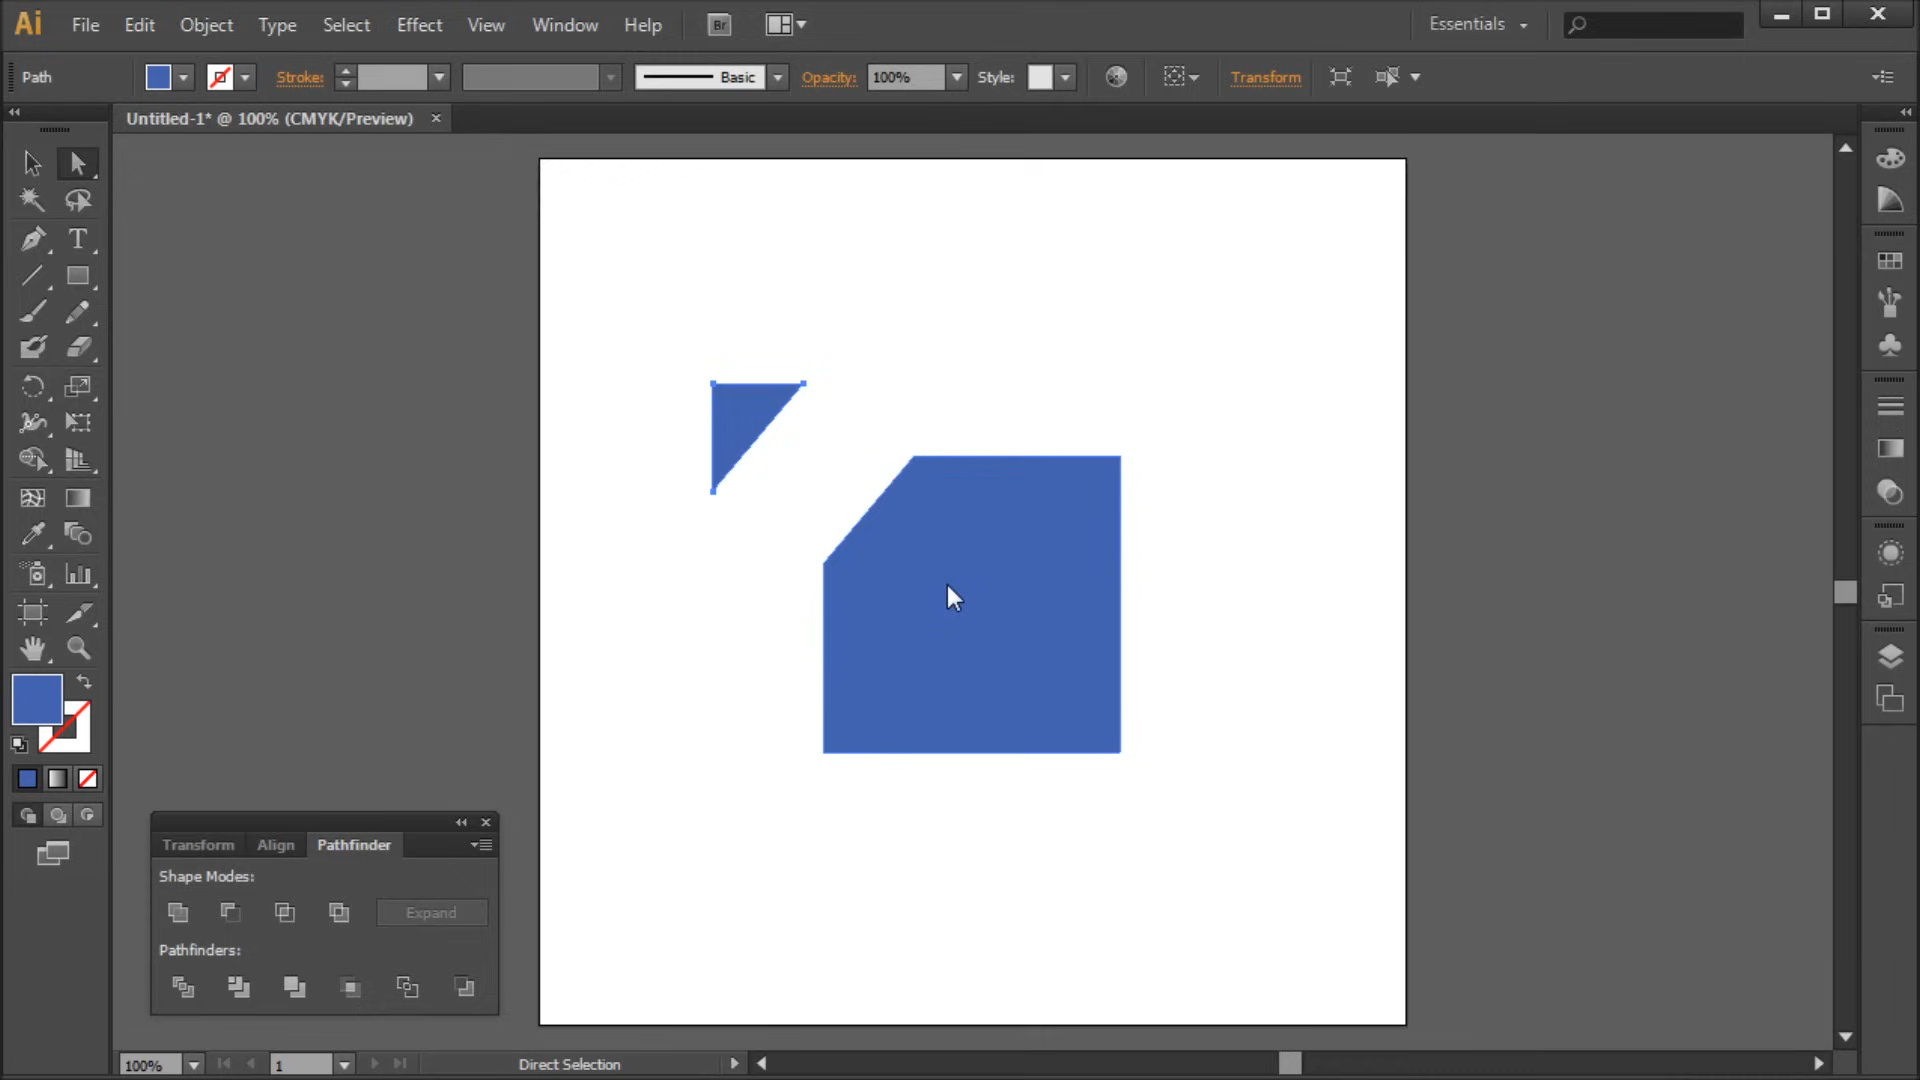 Ai File Edit Object Type Select Effect View Window Help Br Essentials
Path Stroke: Basic Opacity: 100% Style: Transform
Untitled-1* @ 100% (CMYK/Preview)
T
Transform Align Pathfinder
Shape Modes:
Expand
Pathfinders:
100% 1 Direct Selection